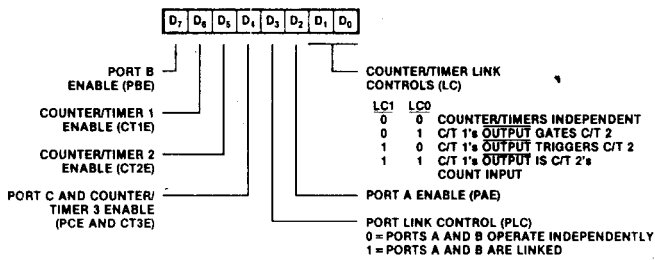 D7 D6 D5 D4 D3 D2 D1 D0
PORT B
ENABLE (PBE)
COUNTER/TIMER 1
ENABLE (CT1E)
COUNTER/TIMER 2
ENABLE (CT2E)
PORT C AND COUNTER/
TIMER 3 ENABLE
(PCE AND CT3E)
COUNTER/TIMER LINK
CONTROLS (LC)
LC1 LC0
0 0 COUNTER/TIMERS INDEPENDENT
0 1 C/T 1's OUTPUT GATES C/T 2
1 0 C/T 1's OUTPUT TRIGGERS C/T 2
1 1 C/T 1's OUTPUT IS C/T 2's
COUNT INPUT
PORT A ENABLE (PAE)
PORT LINK CONTROL (PLC)
0 = PORTS A AND B OPERATE INDEPENDENTLY
1 = PORTS A AND B ARE LINKED